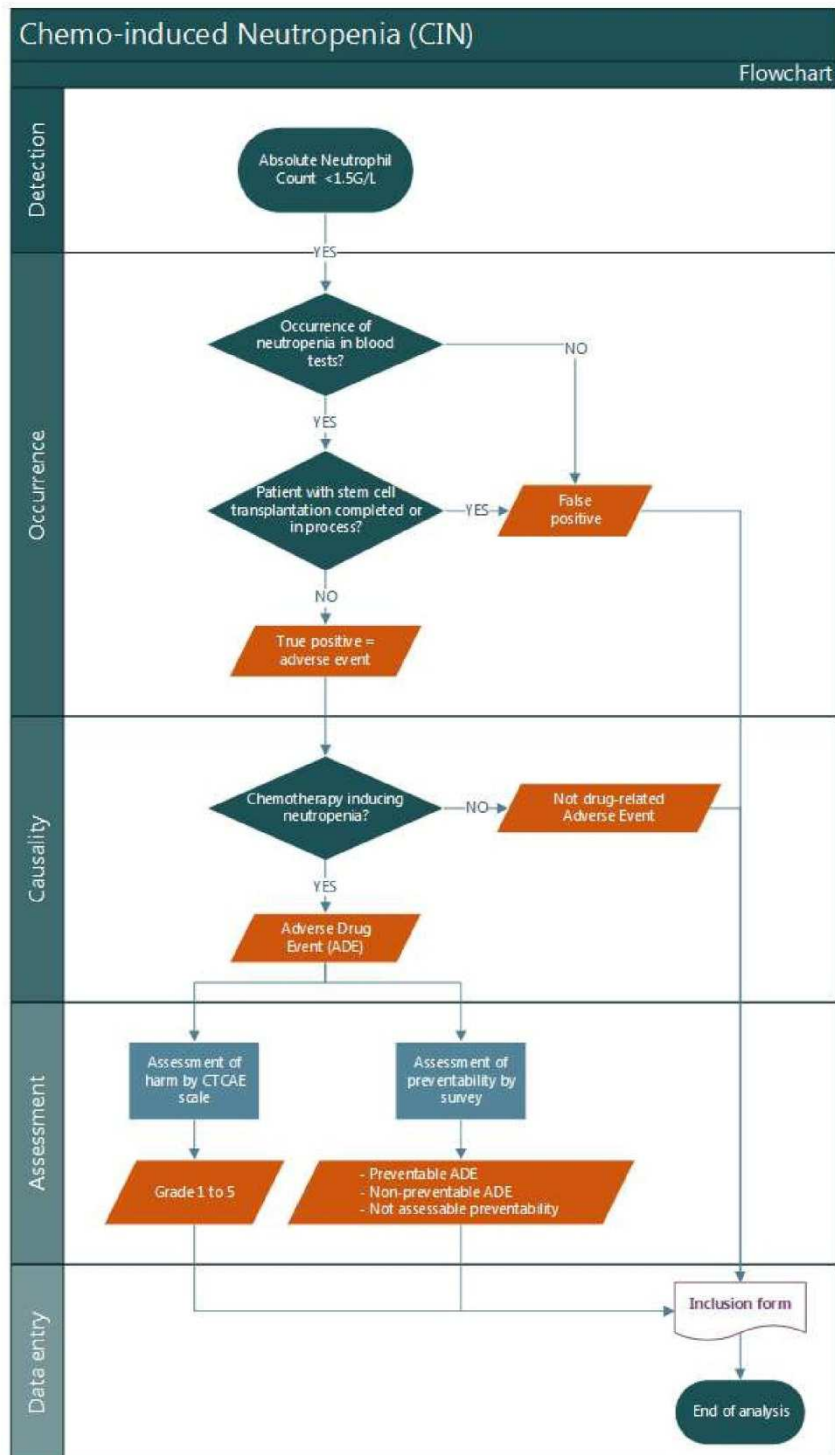 Chemo-induced Neutropenia (CIN)
Flowchart
Detection
Absolute Neutrophil
Count <1.5G/L
YES
Occurrence
Occurrence of
neutropenia in blood
tests?
NO
YES
Patient with stem cell
transplantation completed or
in process?
YES
False
positive
NO
True positive =
adverse event
Causality
Chemotherapy inducing
neutropenia?
NO
Not drug-related
Adverse Event
YES
Adverse Drug
Event (ADE)
Assessment
Assessment of
harm by CTCAE
scale
Assessment of
preventability by
survey
Grade 1 to 5
- Preventable ADE
- Non-preventable ADE
- Not assessable preventability
Data entry
Inclusion form
End of analysis